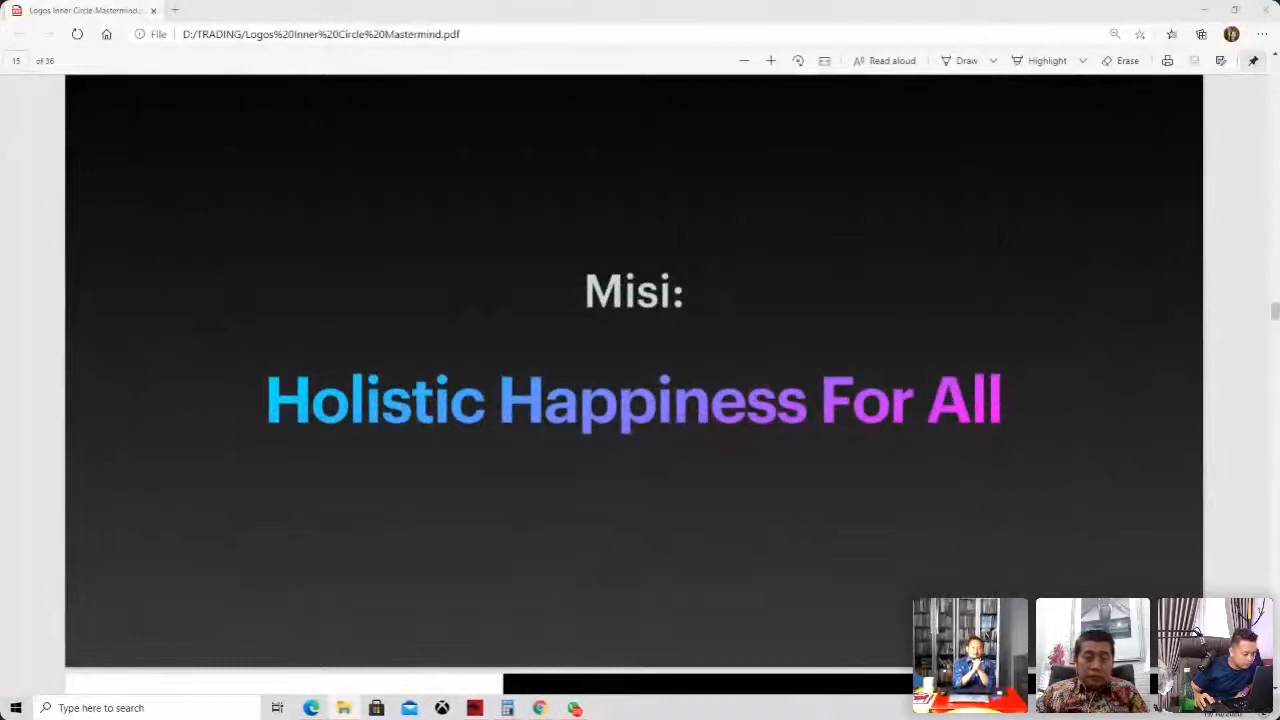 Logos Inner Circle Mastermind.p
File
D:/TRADING/Logos%20Inner%20Circle%20Mastermind.pdf
15 of 36
Read aloud
Draw
Highlight
Erase
Misi:
Holistic Happiness For All
Type here to search